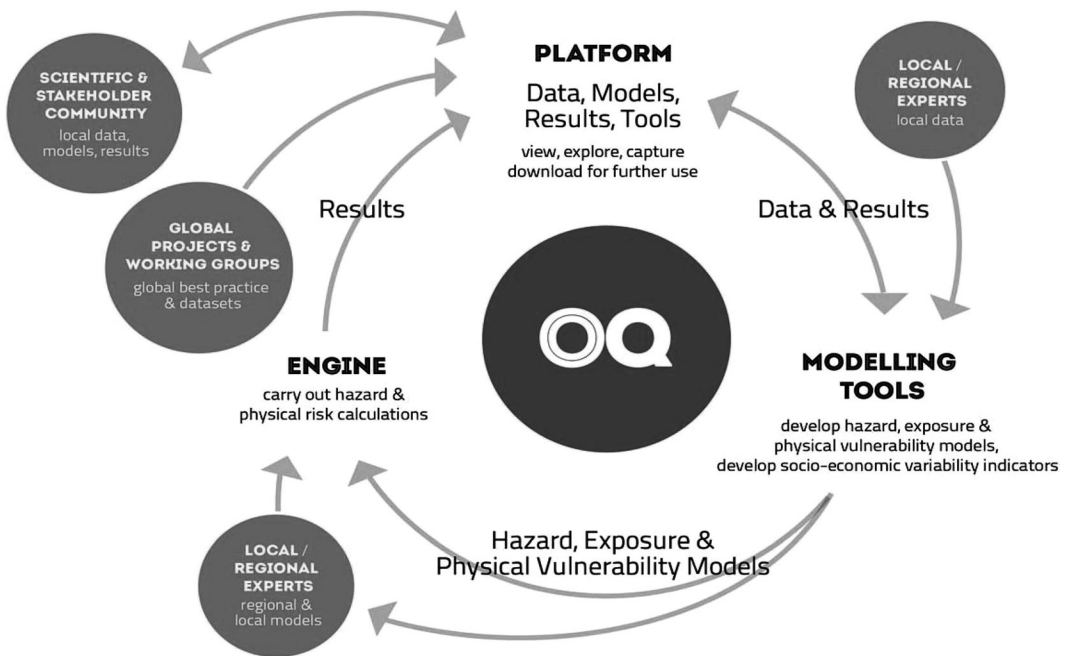 SCIENTIFIC &
STAKEHOLDER
COMMUNITY
local data,
models, results
GLOBAL
PROJECTS &
WORKING GROUPS
global best practice
& datasets
PLATFORM
Data, Models,
Results, Tools
view, explore, capture
download for further use
LOCAL /
REGIONAL
EXPERTS
local data
Results
Data & Results
OQ
ENGINE
carry out hazard &
physical risk calculations
MODELLING
TOOLS
develop hazard, exposure &
physical vulnerability models,
develop socio-economic variability indicators
Hazard, Exposure &
Physical Vulnerability Models
LOCAL /
REGIONAL
EXPERTS
regional &
local models